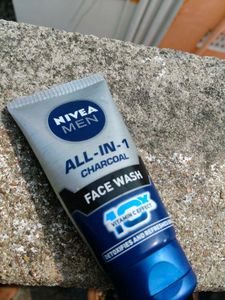 NIVEA
MEN
ALL-IN-1
CHARCOAL
FACE WASH
10X
VITAMIN C EFFECT
DETOXIFIES AND REFRESHES